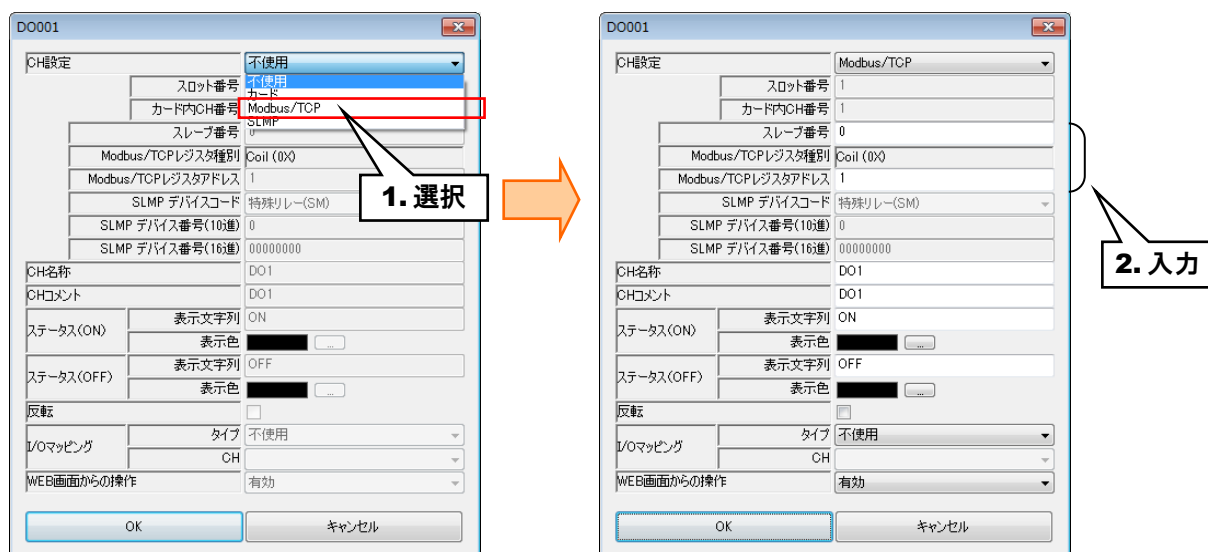 DO001
CH設定 不使用
不使用
スロット番号
カード
カード内CH番号 Modbus/TCP
SLMP
スレーブ番号 0
Modbus/TCPレジスタ種別 Coil (0X)
Modbus/TCPレジスタアドレス 1
SLMP デバイスコード 特殊リレー(SM)
SLMP デバイス番号(10進) 0
SLMP デバイス番号(16進) 00000000
CH名称 DO1
CHコメント DO1
ステータス(ON) 表示文字列 ON
表示色 ...
ステータス(OFF) 表示文字列 OFF
表示色 ...
反転
I/Oマッピング タイプ 不使用
CH
WEB画面からの操作 有効
OK キャンセル
1. 選択
DO001
CH設定 Modbus/TCP
スロット番号 1
カード内CH番号 1
スレーブ番号 0
Modbus/TCPレジスタ種別 Coil (0X)
Modbus/TCPレジスタアドレス 1
SLMP デバイスコード 特殊リレー(SM)
SLMP デバイス番号(10進) 0
SLMP デバイス番号(16進) 00000000
CH名称 DO1
CHコメント DO1
ステータス(ON) 表示文字列 ON
表示色 ...
ステータス(OFF) 表示文字列 OFF
表示色 ...
反転
I/Oマッピング タイプ 不使用
CH
WEB画面からの操作 有効
OK キャンセル
2. 入力